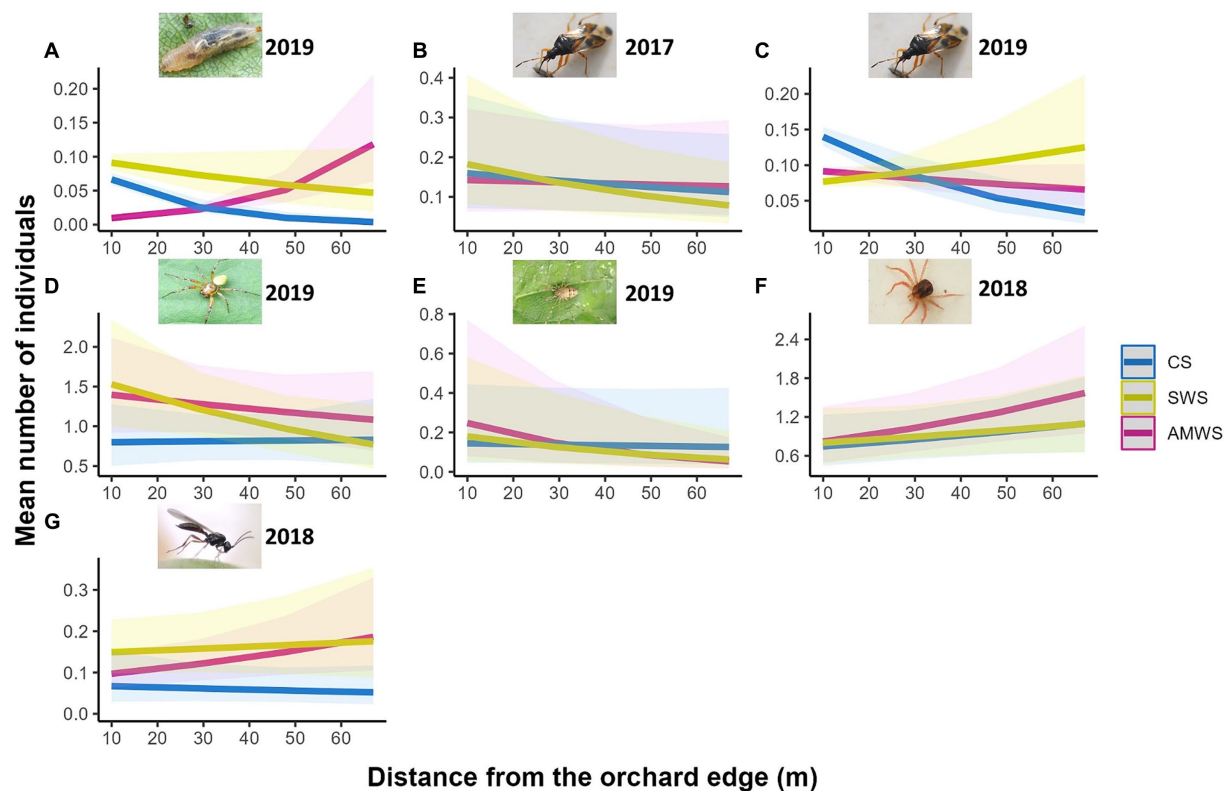 A 2019
B 2017
C 2019
0.20
0.15
0.10
0.05
0.00
10 20 30 40 50 60
0.4
0.3
0.2
0.1
10 20 30 40 50 60
0.20
0.15
0.10
0.05
10 20 30 40 50 60
D 2019
E 2019
F 2018
2.0
1.5
1.0
0.5
10 20 30 40 50 60
0.8
0.6
0.4
0.2
0.0
10 20 30 40 50 60
2.4
1.8
1.2
0.6
10 20 30 40 50 60
CS
SWS
AMWS
G 2018
0.3
0.2
0.1
0.0
10 20 30 40 50 60
Mean number of individuals
Distance from the orchard edge (m)